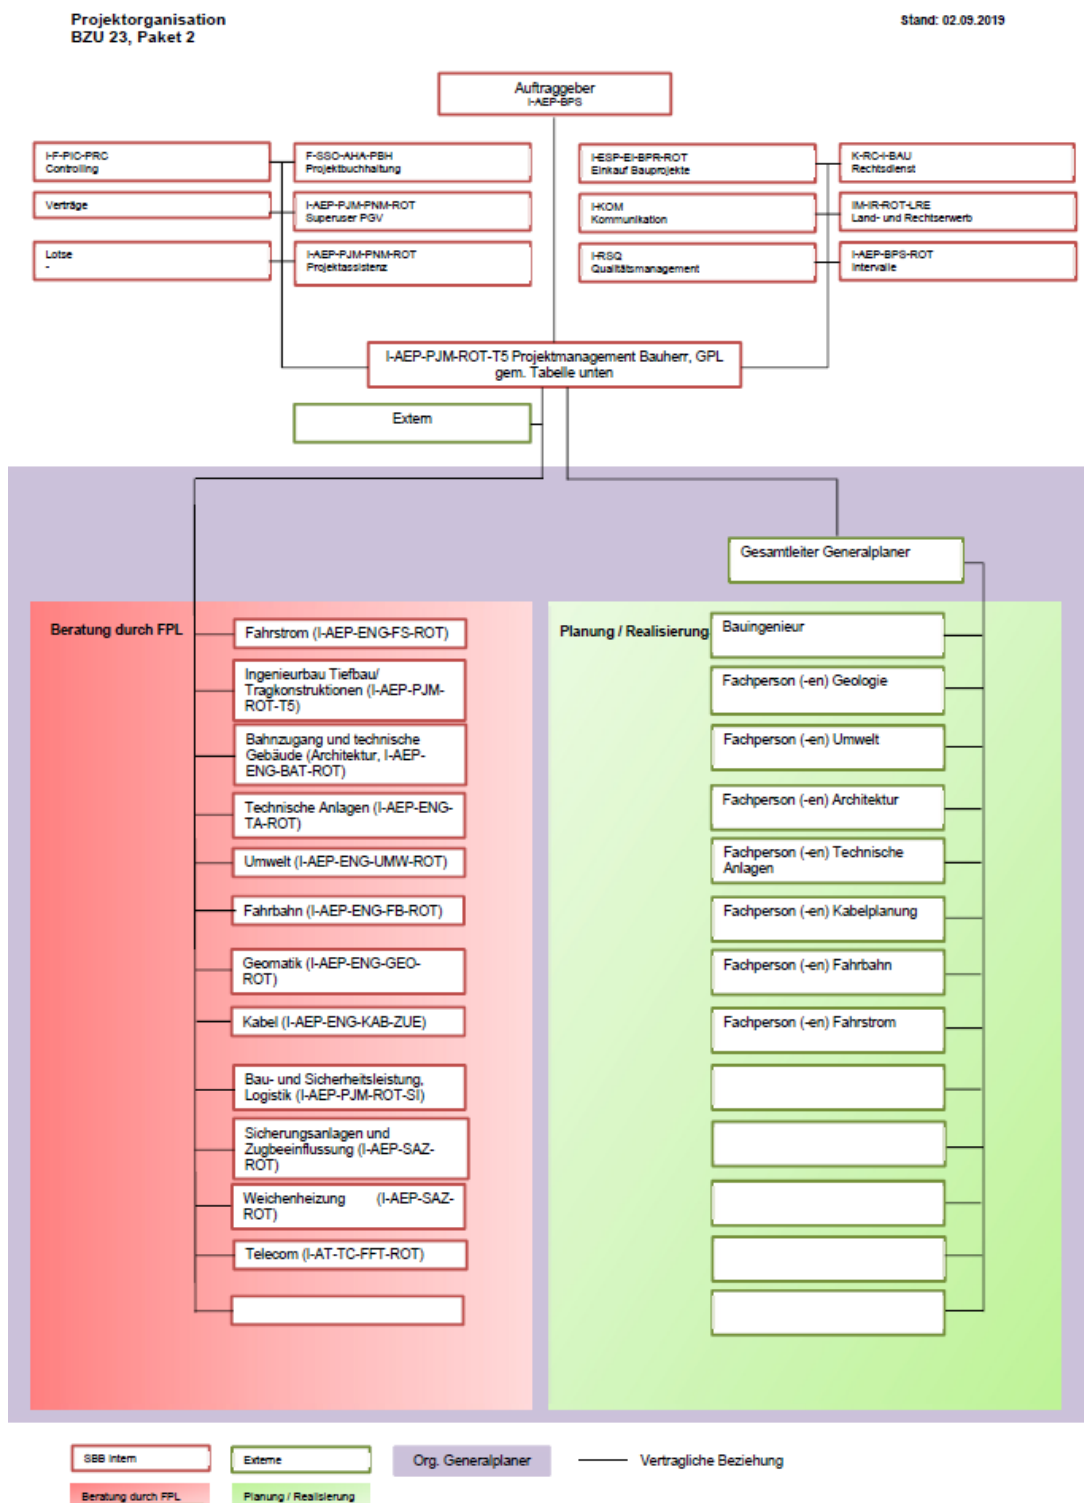 Projektorganisation
BZU 23, Paket 2
Stand: 02.09.2019
Auftraggeber
I-AEP-BPS
I-F-PIC-PRC
Controlling
F-SSC-AHA-PBH
Projektbuchhaltung
I-ESP-EI-BPR-ROT
Einkauf Bauprojekte
K-RC-I-BAU
Rechtsdienst
Verträge
I-AEP-PJM-PNM-ROT
Superuser PGV
I-KOM
Kommunikation
IM-IR-ROT-LRE
Land- und Rechtserwerb
Lotse
-
I-AEP-PJM-PNM-ROT
Projektassistenz
I-RSQ
Qualitätsmanagement
I-AEP-BPS-ROT
Intervalle
I-AEP-PJM-ROT-T5 Projektmanagement Bauherr, GPL
gem. Tabelle unten
Extern
Gesamtleiter Generalplaner
Beratung durch FPL
Fahrstrom (I-AEP-ENG-FS-ROT)
Ingenieurbau Tiefbau/
Tragkonstruktionen (I-AEP-PJM-
ROT-T5)
Bahnzugang und technische
Gebäude (Architektur, I-AEP-
ENG-BAT-ROT)
Technische Anlagen (I-AEP-ENG-
TA-ROT)
Umwelt (I-AEP-ENG-UMW-ROT)
Fahrbahn (I-AEP-ENG-FB-ROT)
Geomatik (I-AEP-ENG-GEO-
ROT)
Kabel (I-AEP-ENG-KAB-ZUE)
Bau- und Sicherheitsleistung,
Logistik (I-AEP-PJM-ROT-SI)
Sicherungsanlagen und
Zugbeeinflussung (I-AEP-SAZ-
ROT)
Weichenheizung (I-AEP-SAZ-
ROT)
Telecom (I-AT-TC-FFT-ROT)
Planung / Realisierung
Bauingenieur
Fachperson (-en) Geologie
Fachperson (-en) Umwelt
Fachperson (-en) Architektur
Fachperson (-en) Technische
Anlagen
Fachperson (-en) Kabelplanung
Fachperson (-en) Fahrbahn
Fachperson (-en) Fahrstrom
SBB Intern
Externe
Org. Generalplaner
Vertragliche Beziehung
Beratung durch FPL
Planung / Realisierung